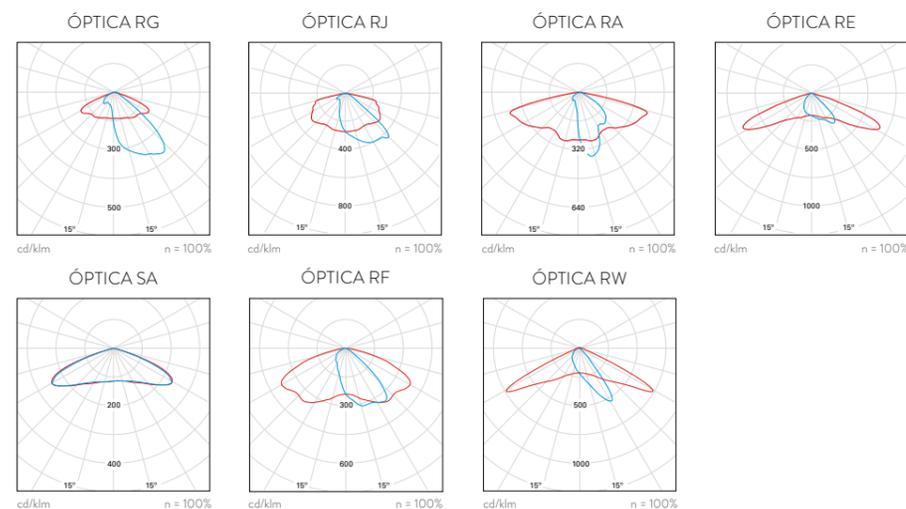 ÓPTICA RG
300
500
15° 15°
cd/klm n = 100%
ÓPTICA RJ
400
800
15° 15°
cd/klm n = 100%
ÓPTICA RA
320
640
15° 15°
cd/klm n = 100%
ÓPTICA RE
500
1000
15° 15°
cd/klm n = 100%
ÓPTICA SA
200
400
15° 15°
cd/klm n = 100%
ÓPTICA RF
300
600
15° 15°
cd/klm n = 100%
ÓPTICA RW
500
1000
15° 15°
cd/klm n = 100%